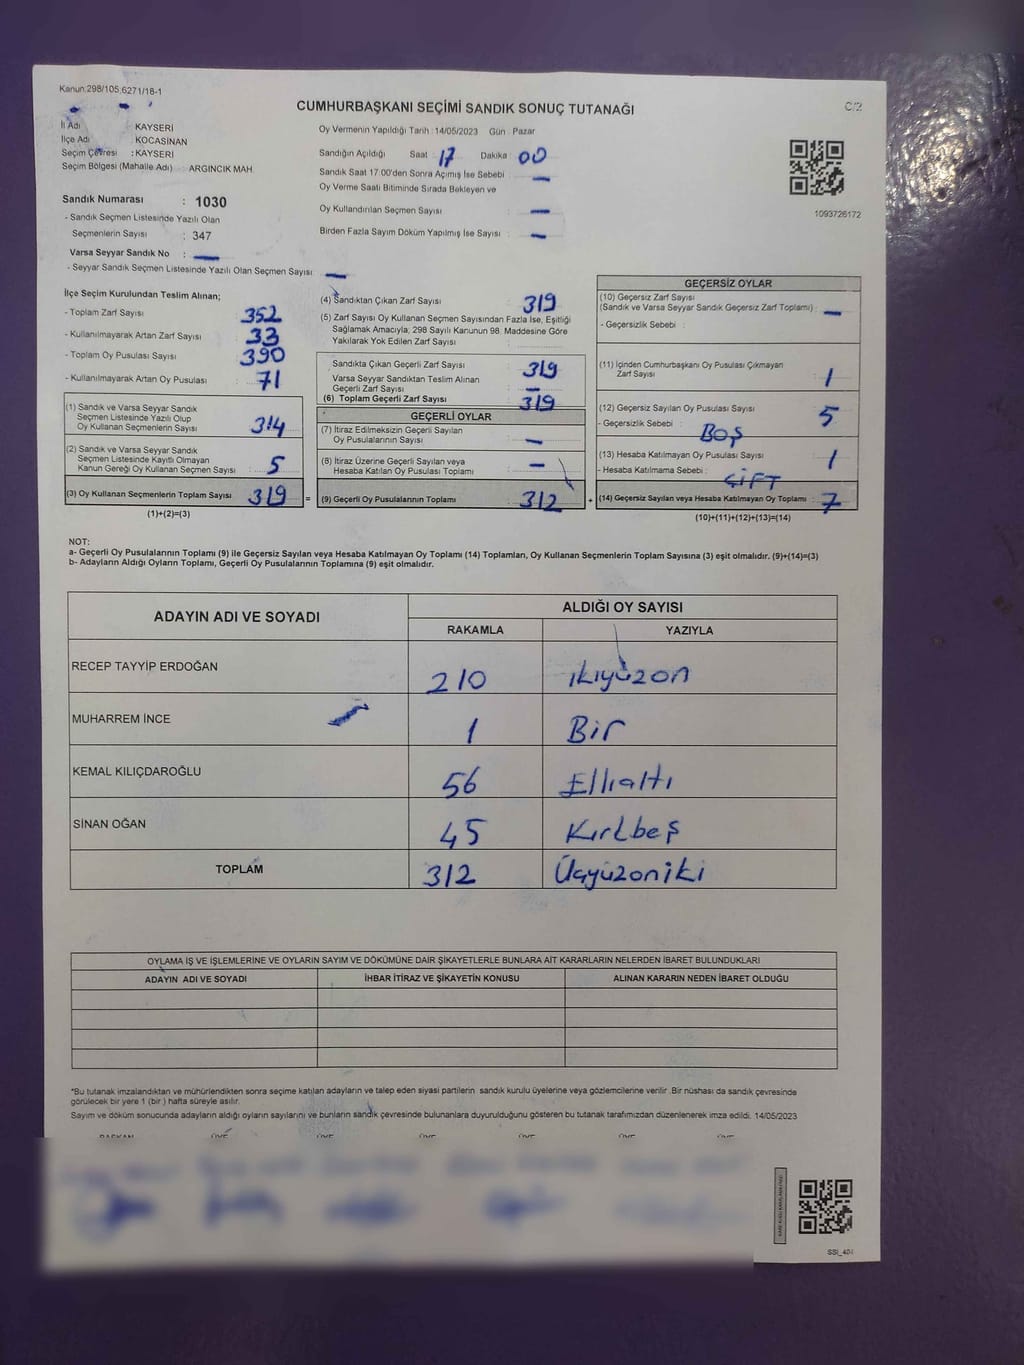 Kanun:298/105,6271/18-1
CUMHURBAŞKANI SEÇİMİ SANDIK SONUÇ TUTANAĞI
C/2
İl Adı : KAYSERİ
İlçe Adı : KOCASİNAN
Seçim Çevresi : KAYSERİ
Seçim Bölgesi (Mahalle Adı) : ARGINCIK MAH.
Oy Vermenin Yapıldığı Tarih : 14/05/2023 Gün : Pazar
Sandığın Açıldığı Saat : 17 Dakika : 00
Sandık Saat 17.00'den Sonra Açımış İse Sebebi : —
Oy Verme Saati Bitiminde Sırada Bekleyen ve
Oy Kullandırılan Seçmen Sayısı : —
Birden Fazla Sayım Döküm Yapılmış İse Sayısı : —
1093726172
Sandık Numarası : 1030
- Sandık Seçmen Listesinde Yazılı Olan
Seçmenlerin Sayısı : 347
Varsa Seyyar Sandık No : —
- Seyyar Sandık Seçmen Listesinde Yazılı Olan Seçmen Sayısı : —
İlçe Seçim Kurulundan Teslim Alınan;
- Toplam Zarf Sayısı : 352
- Kullanılmayarak Artan Zarf Sayısı : 33
- Toplam Oy Pusulası Sayısı : 390
- Kullanılmayarak Artan Oy Pusulası : 71
(1) Sandık ve Varsa Seyyar Sandık
Seçmen Listesinde Yazılı Olup
Oy Kullanan Seçmenlerin Sayısı : 314
(2) Sandık ve Varsa Seyyar Sandık
Seçmen Listesinde Kayıtlı Olmayan
Kanun Gereği Oy Kullanan Seçmen Sayısı : 5
(3) Oy Kullanan Seçmenlerin Toplam Sayısı : 319 =
(1)+(2)=(3)
(4) Sandıktan Çıkan Zarf Sayısı : 319
(5) Zarf Sayısı Oy Kullanan Seçmen Sayısından Fazla İse, Eşitliği
Sağlamak Amacıyla; 298 Sayılı Kanunun 98. Maddesine Göre
Yakılarak Yok Edilen Zarf Sayısı :
Sandıkta Çıkan Geçerli Zarf Sayısı : 319
Varsa Seyyar Sandıktan Teslim Alınan
Geçerli Zarf Sayısı : —
(6) Toplam Geçerli Zarf Sayısı : 319
GEÇERLİ OYLAR
(7) İtiraz Edilmeksizin Geçerli Sayılan
Oy Pusulalarının Sayısı : —
(8) İtiraz Üzerine Geçerli Sayılan veya
Hesaba Katılan Oy Pusulası Toplamı : —
(9) Geçerli Oy Pusulalarının Toplamı : 312 +
GEÇERSİZ OYLAR
(10) Geçersiz Zarf Sayısı
(Sandık ve Varsa Seyyar Sandık Geçersiz Zarf Toplamı) : —
- Geçersizlik Sebebi :
(11) İçinden Cumhurbaşkanı Oy Pusulası Çıkmayan
Zarf Sayısı : 1
(12) Geçersiz Sayılan Oy Pusulası Sayısı : 5
- Geçersizlik Sebebi : BOŞ
(13) Hesaba Katılmayan Oy Pusulası Sayısı : 1
- Hesaba Katılmama Sebebi : ÇİFT
(14) Geçersiz Sayılan veya Hesaba Katılmayan Oy Toplamı : 7
(10)+(11)+(12)+(13)=(14)
NOT:
a- Geçerli Oy Pusulalarının Toplamı (9) ile Geçersiz Sayılan veya Hesaba Katılmayan Oy Toplamı (14) Toplamları, Oy Kullanan Seçmenlerin Toplam Sayısına (3) eşit olmalıdır. (9)+(14)=(3)
b- Adayların Aldığı Oyların Toplamı, Geçerli Oy Pusulalarının Toplamına (9) eşit olmalıdır.
ADAYIN ADI VE SOYADI ALDIĞI OY SAYISI
RAKAMLA YAZIYLA
RECEP TAYYİP ERDOĞAN 210 ikiyüzon
MUHARREM İNCE 1 Bir
KEMAL KILIÇDAROĞLU 56 Ellialtı
SİNAN OĞAN 45 Kırkbeş
TOPLAM 312 Üçyüzoniki
OYLAMA İŞ VE İŞLEMLERİNE VE OYLARIN SAYIM VE DÖKÜMÜNE DAİR ŞİKAYETLERLE BUNLARA AİT KARARLARIN NELERDEN İBARET BULUNDUKLARI
ADAYIN ADI VE SOYADI İHBAR İTİRAZ VE ŞİKAYETİN KONUSU ALINAN KARARIN NEDEN İBARET OLDUĞU
*Bu tutanak imzalandıktan ve mühürlendikten sonra seçime katılan adayların ve talep eden siyasi partilerin sandık kurulu üyelerine veya gözlemcilerine verilir. Bir nüshası da sandık çevresinde
görülecek bir yere 1 (bir) hafta süreyle asılır.
Sayım ve döküm sonucunda adayların aldığı oyların sayılarını ve bunların sandık çevresinde bulunanlara duyurulduğunu gösteren bu tutanak tarafımızdan düzenlenerek imza edildi. 14/05/2023
BAŞKAN ÜYE ÜYE ÜYE ÜYE ÜYE ÜYE